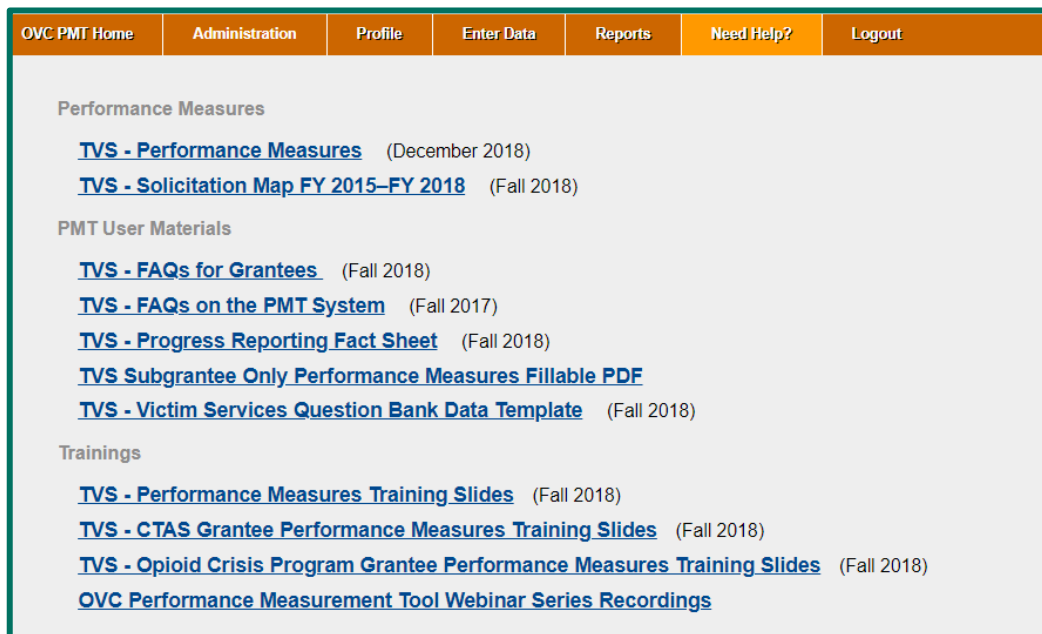 OVC PMT Home Administration Profile Enter Data Reports Need Help? Logout
Performance Measures
TVS - Performance Measures (December 2018)
TVS - Solicitation Map FY 2015–FY 2018 (Fall 2018)
PMT User Materials
TVS - FAQs for Grantees (Fall 2018)
TVS - FAQs on the PMT System (Fall 2017)
TVS - Progress Reporting Fact Sheet (Fall 2018)
TVS Subgrantee Only Performance Measures Fillable PDF
TVS - Victim Services Question Bank Data Template (Fall 2018)
Trainings
TVS - Performance Measures Training Slides (Fall 2018)
TVS - CTAS Grantee Performance Measures Training Slides (Fall 2018)
TVS - Opioid Crisis Program Grantee Performance Measures Training Slides (Fall 2018)
OVC Performance Measurement Tool Webinar Series Recordings